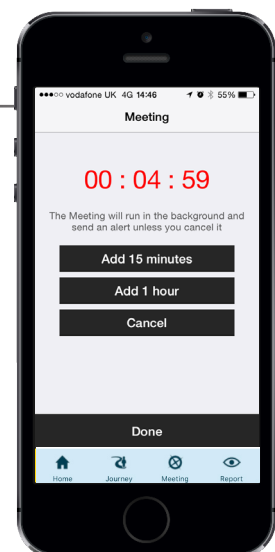 vodafone UK 4G 14:46 55%
Meeting
00 : 04 : 59
The Meeting will run in the background and
send an alert unless you cancel it
Add 15 minutes
Add 1 hour
Cancel
Done
Home Journey Meeting Report